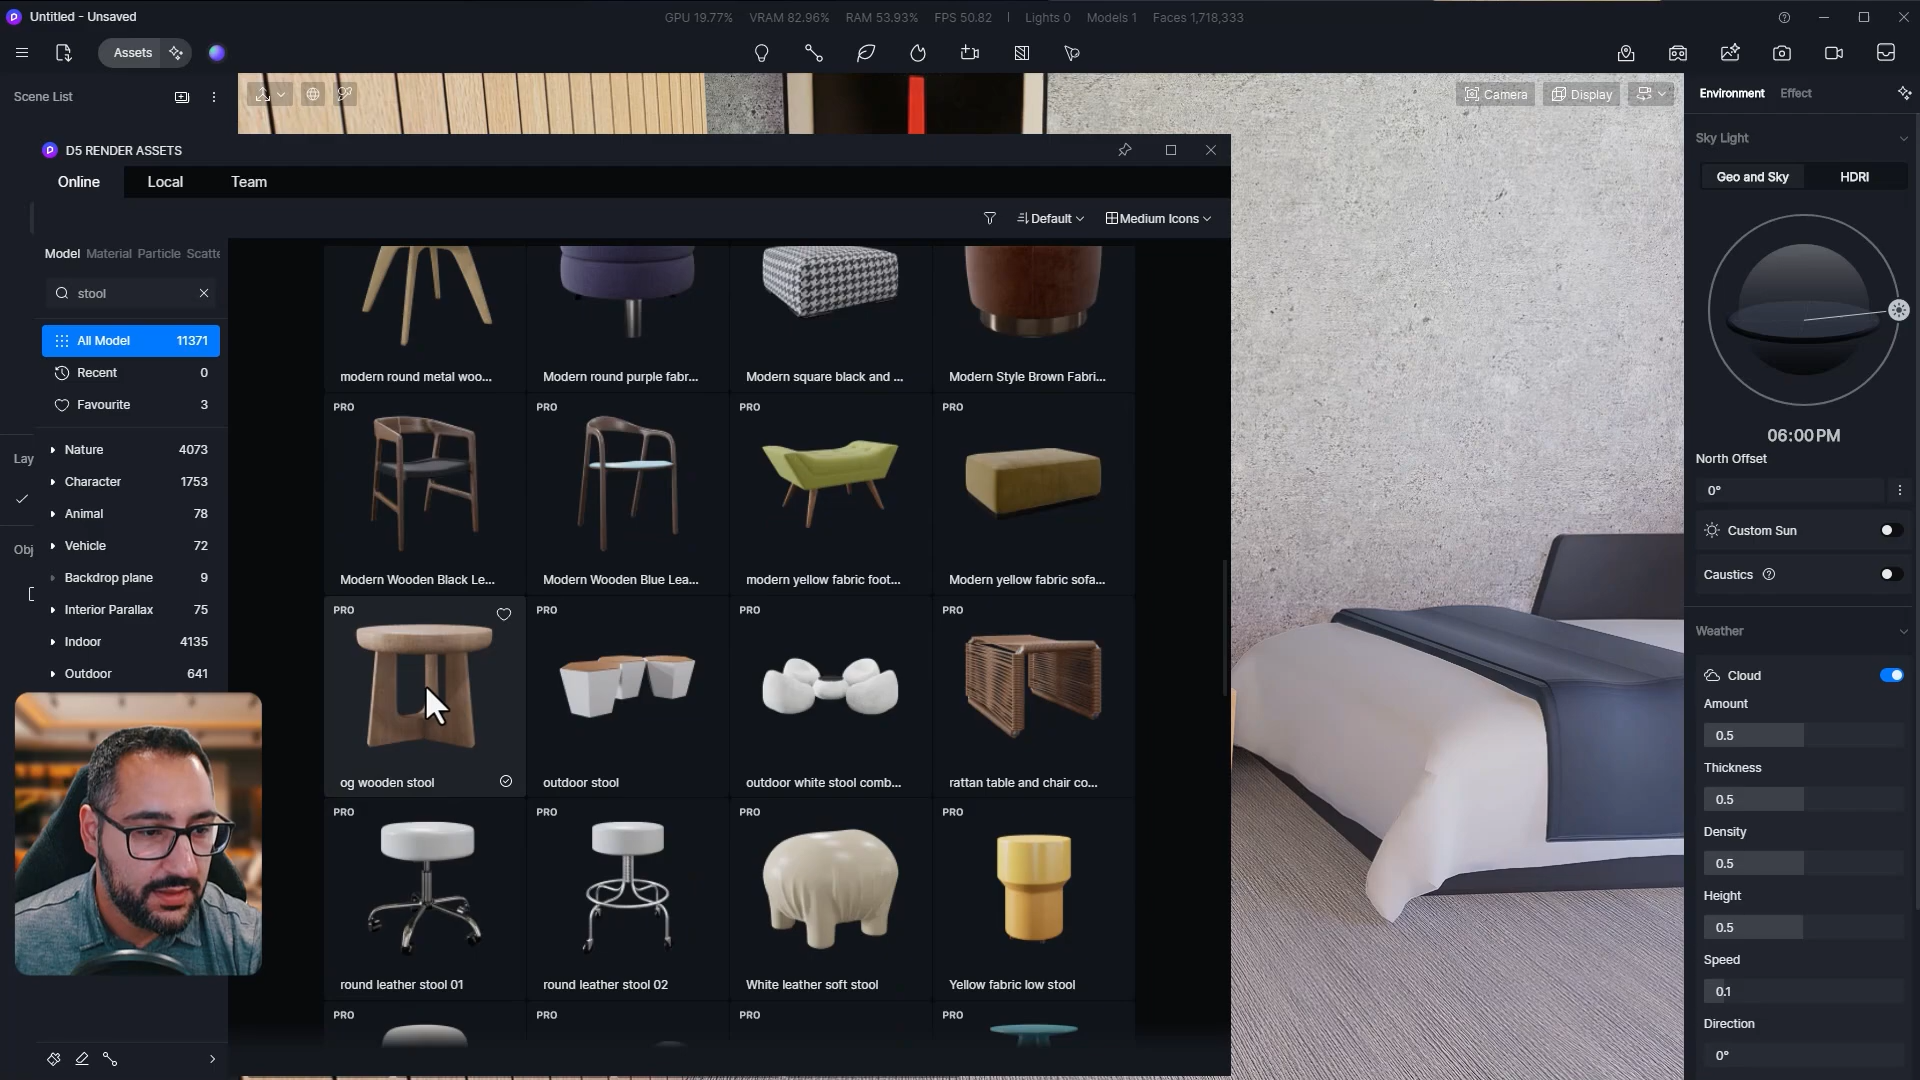 Untitled - Unsaved
GPU 19.77% VRAM 82.96% RAM 53.93% FPS 50.82 | Lights 0 Models 1 Faces 1,718,333
Assets
Scene List
Camera
Display
Environment
Effect
Sky Light
Geo and Sky
HDRI
06:00 PM
North Offset
0°
Custom Sun
Caustics
Weather
Cloud
Amount
0.5
Thickness
0.5
Density
0.5
Height
0.5
Speed
0.1
Direction
0°
D5 RENDER ASSETS
Online
Local
Team
Default
Medium Icons
Model Material Particle Scatte
stool
All Model 11371
Recent 0
Favourite 3
Nature 4073
Character 1753
Animal 78
Vehicle 72
Backdrop plane 9
Interior Parallax 75
Indoor 4135
Outdoor 641
Lay
Obj
modern round metal woo...
Modern round purple fabr...
Modern square black and ...
Modern Style Brown Fabri...
PRO
PRO
PRO
PRO
Modern Wooden Black Le...
Modern Wooden Blue Lea...
modern yellow fabric foot...
Modern yellow fabric sofa...
PRO
PRO
PRO
PRO
og wooden stool
outdoor stool
outdoor white stool comb...
rattan table and chair co...
PRO
PRO
PRO
PRO
round leather stool 01
round leather stool 02
White leather soft stool
Yellow fabric low stool
PRO
PRO
PRO
PRO